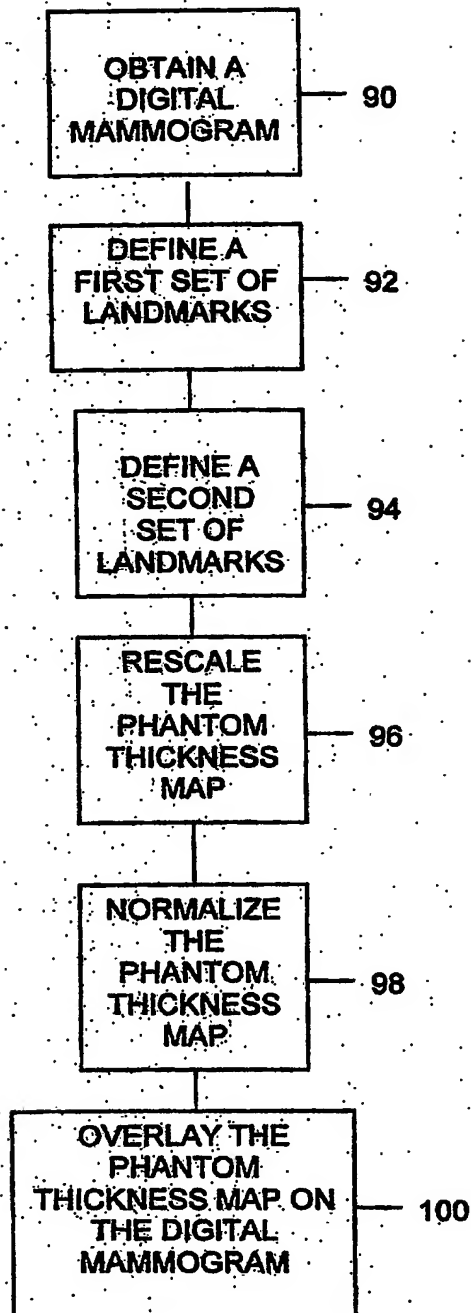 OBTAIN A
DIGITAL
MAMMOGRAM
90
DEFINE A
FIRST SET OF
LANDMARKS
92
DEFINE A
SECOND
SET OF
LANDMARKS
94
RESCALE
THE
PHANTOM
THICKNESS
MAP
96
NORMALIZE
THE
PHANTOM
THICKNESS
MAP
98
OVERLAY THE
PHANTOM
THICKNESS MAP ON
THE DIGITAL
MAMMOGRAM
100